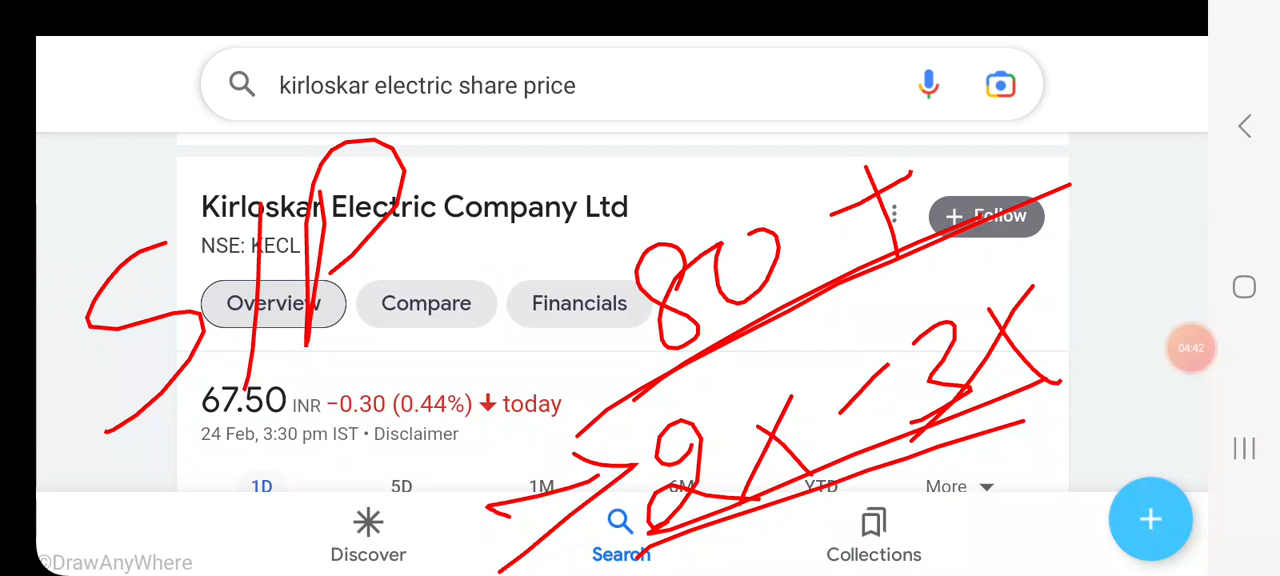 kirloskar electric share price
Kirloskar Electric Company Ltd
NSE: KECL
+ Follow
SIP
80 +
Overview
Compare
Financials
2X - 3X
67.50 INR −0.30 (0.44%) today
24 Feb, 3:30 pm IST • Disclaimer
1D 5D 1M 6M YTD More
04:42
Discover
Search
Collections
©DrawAnyWhere